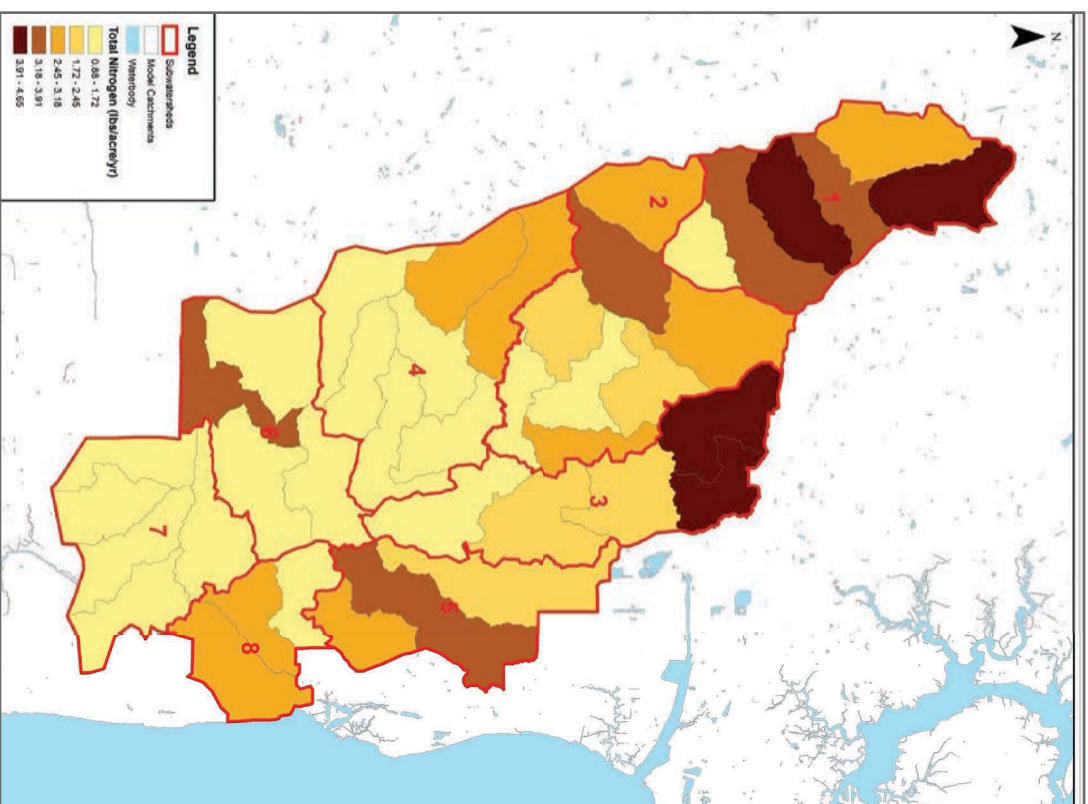 N
Legend
Subwatersheds
Model Catchments
Waterbody
Total Nitrogen (lbs/acre/yr)
0.88 - 1.72
1.72 - 2.45
2.45 - 3.18
3.18 - 3.91
3.91 - 4.65
1
2
3
4
5
6
7
8